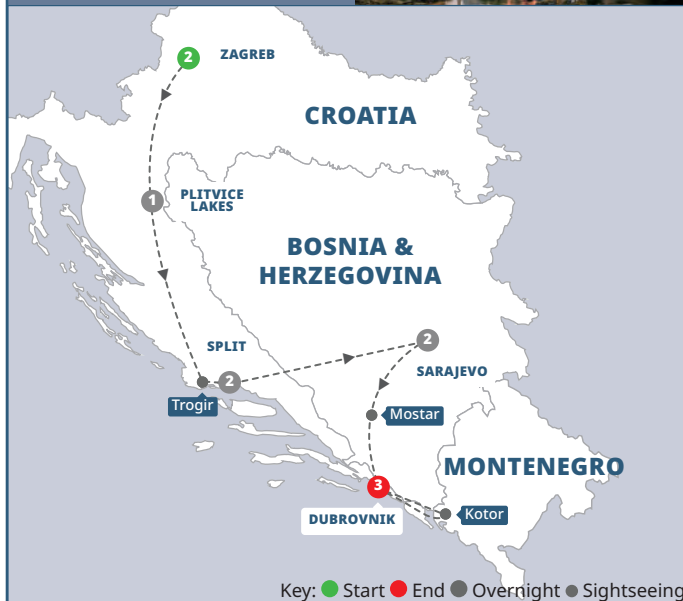 2
ZAGREB
CROATIA
1
PLITVICE
LAKES
BOSNIA &
HERZEGOVINA
SPLIT
2
2
SARAJEVO
Trogir
Mostar
MONTENEGRO
3
DUBROVNIK
Kotor
Key: Start End Overnight Sightseeing